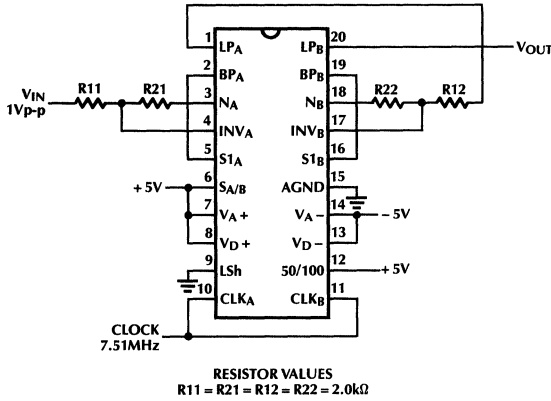 1 LPA LPB 20 VOUT
2 BPA BPB 19
VIN R11 R21 3 NA NB 18 R22 R12
1Vp-p
4 INVA INVB 17
5 S1A S1B 16
+5V 6 SA/B AGND 15
7 VA+ VA− 14 −5V
8 VD+ VD− 13
9 LSh 50/100 12 +5V
10 CLKA CLKB 11
CLOCK
7.51MHz
RESISTOR VALUES
R11 = R21 = R12 = R22 = 2.0kΩ